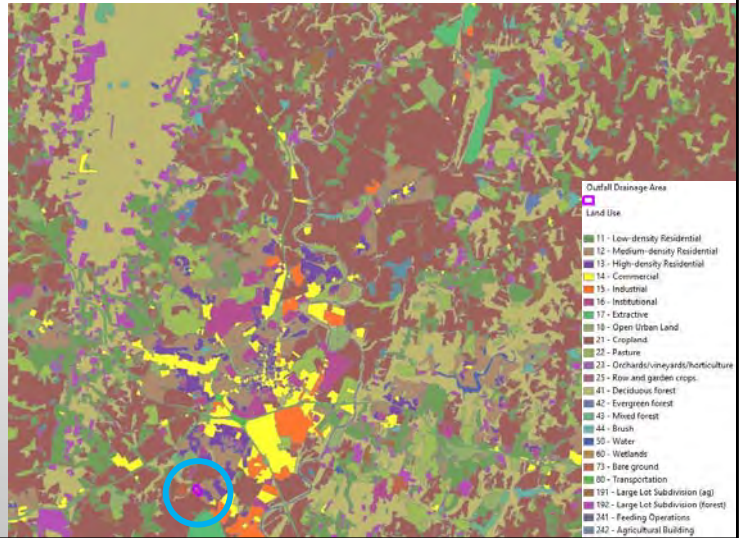 Outfall Drainage Area
Land Use
11 - Low-density Residential
12 - Medium-density Residential
13 - High-density Residential
14 - Commercial
15 - Industrial
16 - Institutional
17 - Extractive
18 - Open Urban Land
21 - Cropland
22 - Pasture
23 - Orchards/vineyards/horticulture
25 - Row and garden crops
41 - Deciduous forest
42 - Evergreen forest
43 - Mixed forest
44 - Brush
50 - Water
60 - Wetlands
73 - Bare ground
80 - Transportation
191 - Large Lot Subdivision (ag)
192 - Large Lot Subdivision (forest)
241 - Feeding Operations
242 - Agricultural Building